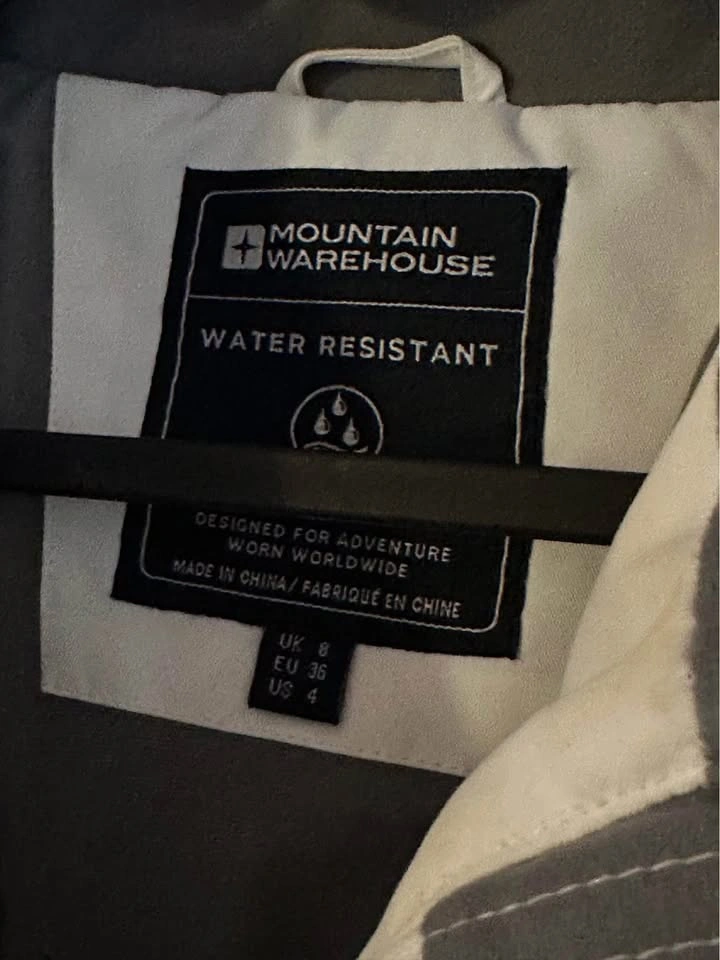 MOUNTAIN
WAREHOUSE
WATER RESISTANT
DESIGNED FOR ADVENTURE
WORN WORLDWIDE
MADE IN CHINA/ FABRIQUÉ EN CHINE
UK 8
EU 36
US 4